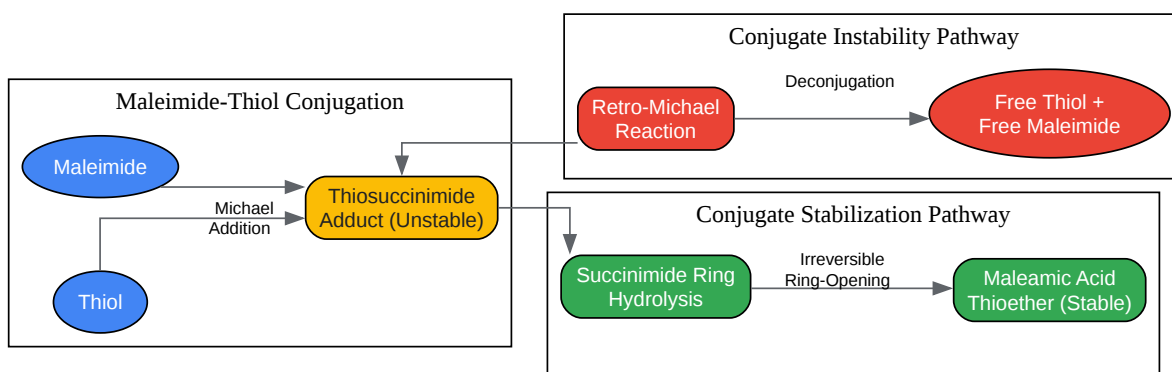 Maleimide-Thiol Conjugation
Maleimide
Michael
Addition
Thiol
Thiosuccinimide
Adduct (Unstable)
Conjugate Instability Pathway
Retro-Michael
Reaction
Deconjugation
Free Thiol +
Free Maleimide
Conjugate Stabilization Pathway
Succinimide Ring
Hydrolysis
Irreversible
Ring-Opening
Maleamic Acid
Thioether (Stable)